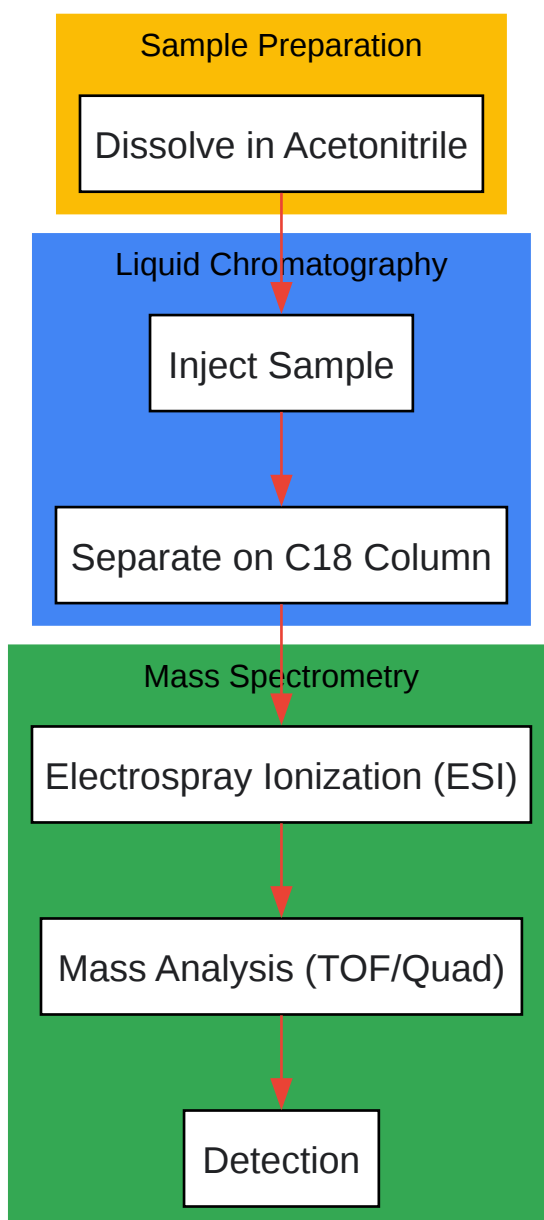 Sample Preparation
Dissolve in Acetonitrile
Liquid Chromatography
Inject Sample
Separate on C18 Column
Mass Spectrometry
Electrospray Ionization (ESI)
Mass Analysis (TOF/Quad)
Detection